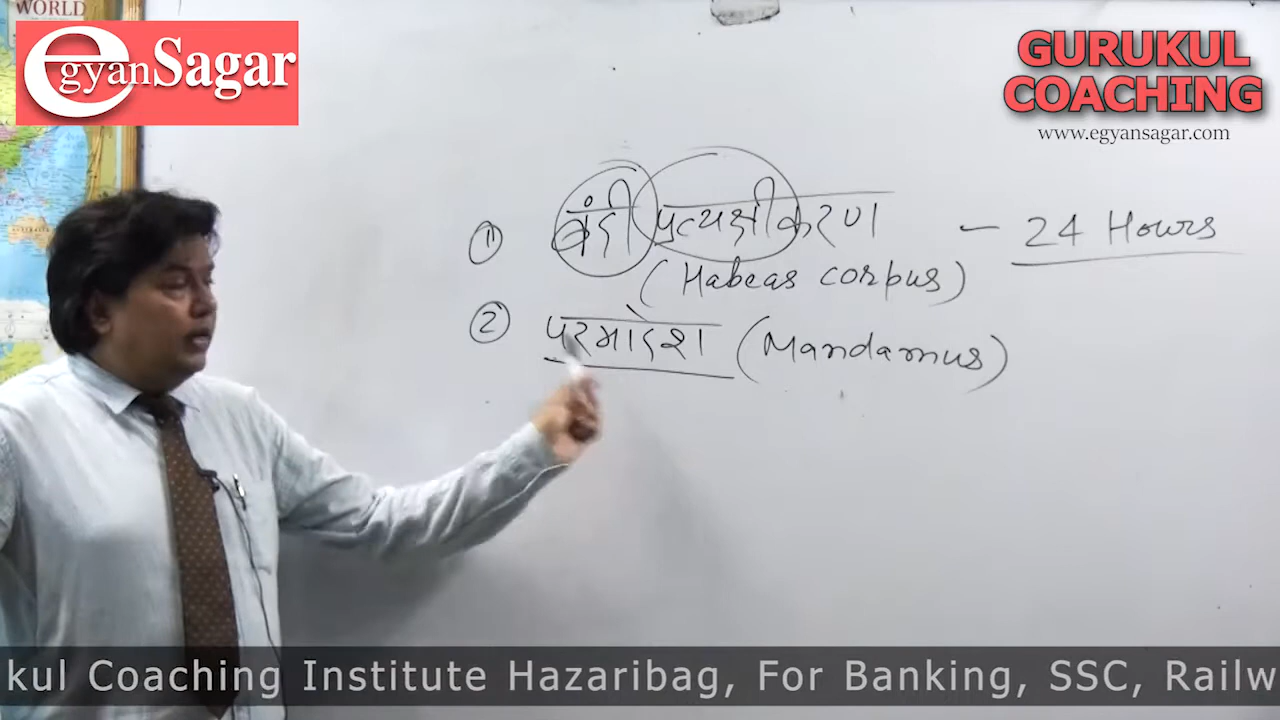 WORLD
egyanSagar
GURUKUL
COACHING
www.egyansagar.com
① बंदी प्रत्यक्षीकरण — 24 Hours
(Habeas corpus)
② परमादेश (Mandamus)
kul Coaching Institute Hazaribag, For Banking, SSC, Railw